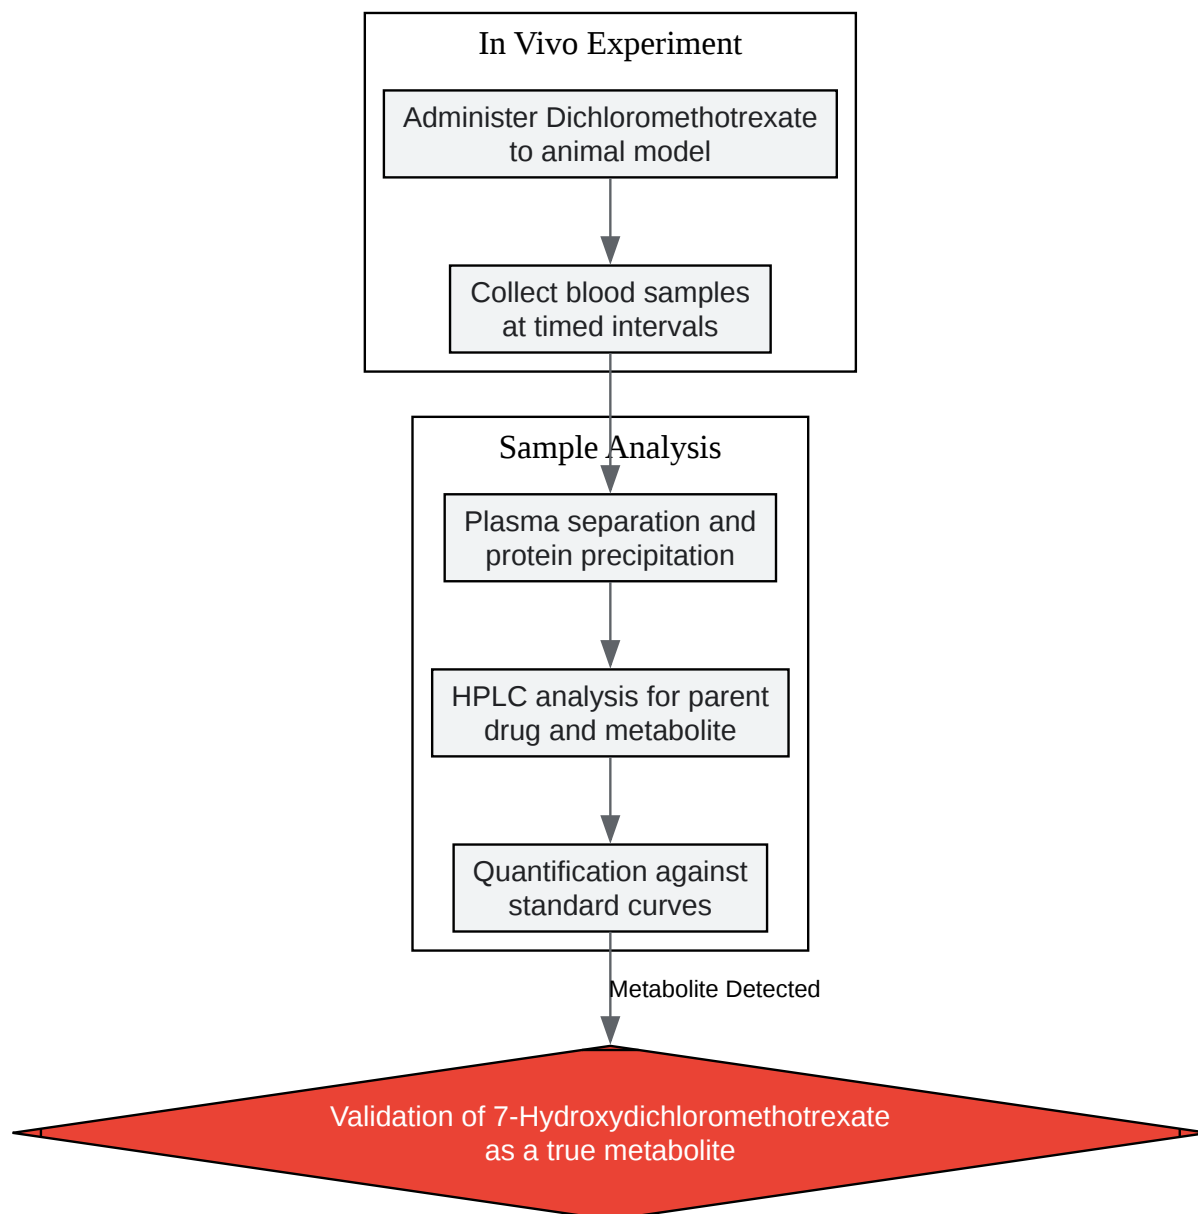 In Vivo Experiment
Administer Dichloromethotrexate
to animal model
Collect blood samples
at timed intervals
Sample Analysis
Plasma separation and
protein precipitation
HPLC analysis for parent
drug and metabolite
Quantification against
standard curves
Metabolite Detected
Validation of 7-Hydroxydichloromethotrexate
as a true metabolite